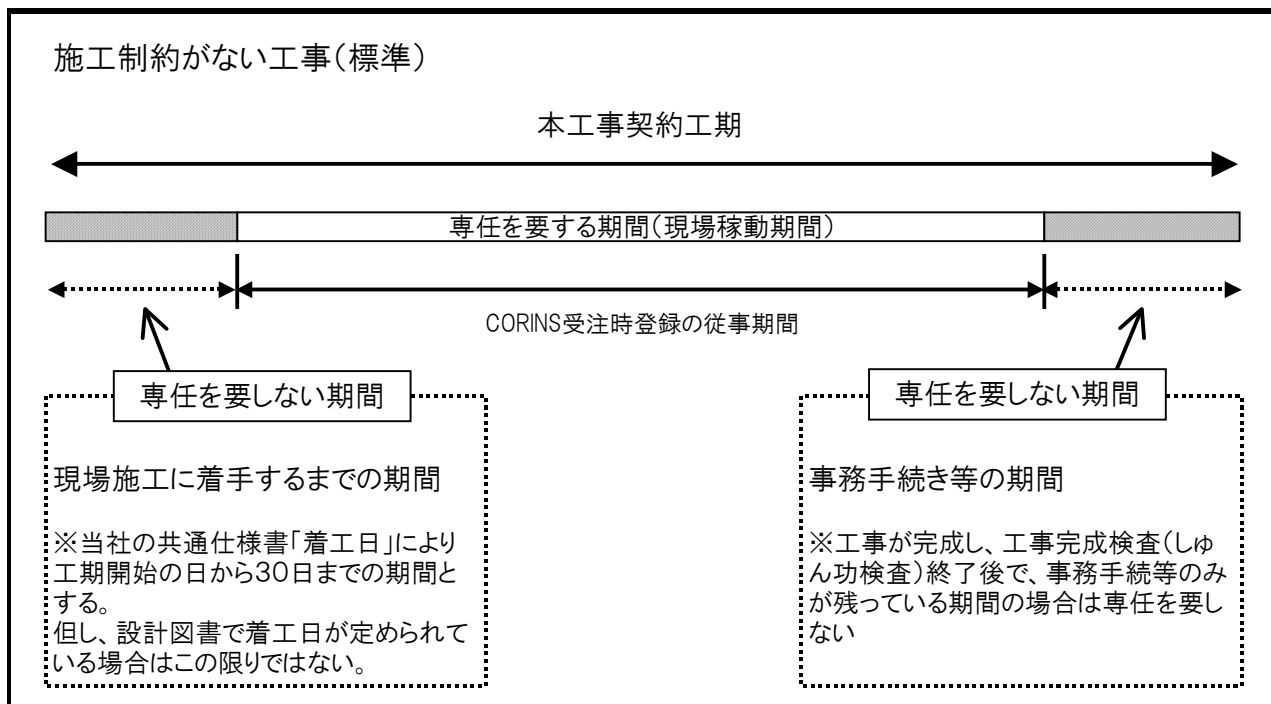 施工制約がない工事(標準)
本工事契約工期
専任を要する期間(現場稼動期間)
CORINS受注時登録の従事期間
専任を要しない期間
現場施工に着手するまでの期間
※当社の共通仕様書「着工日」により
工期開始の日から30日までの期間と
する。
但し、設計図書で着工日が定められて
いる場合はこの限りではない。
専任を要しない期間
事務手続き等の期間
※工事が完成し、工事完成検査(しゅ
ん功検査)終了後で、事務手続等のみ
が残っている期間の場合は専任を要し
ない